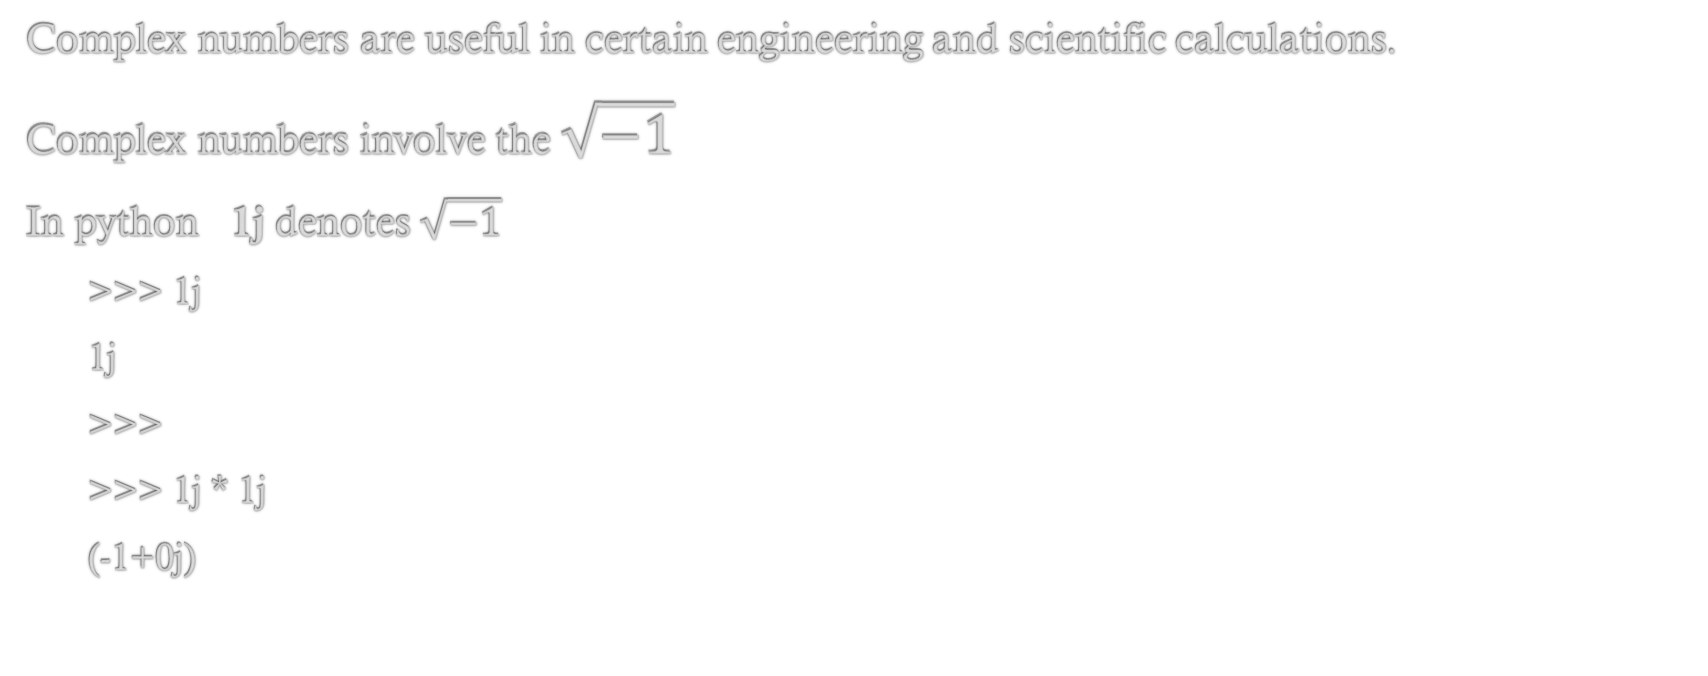 Complex numbers are useful in certain engineering and scientific calculations.
Complex numbers involve the √−1
In python 1j denotes √−1
>>> 1j
1j
>>>
>>> 1j * 1j
(-1+0j)